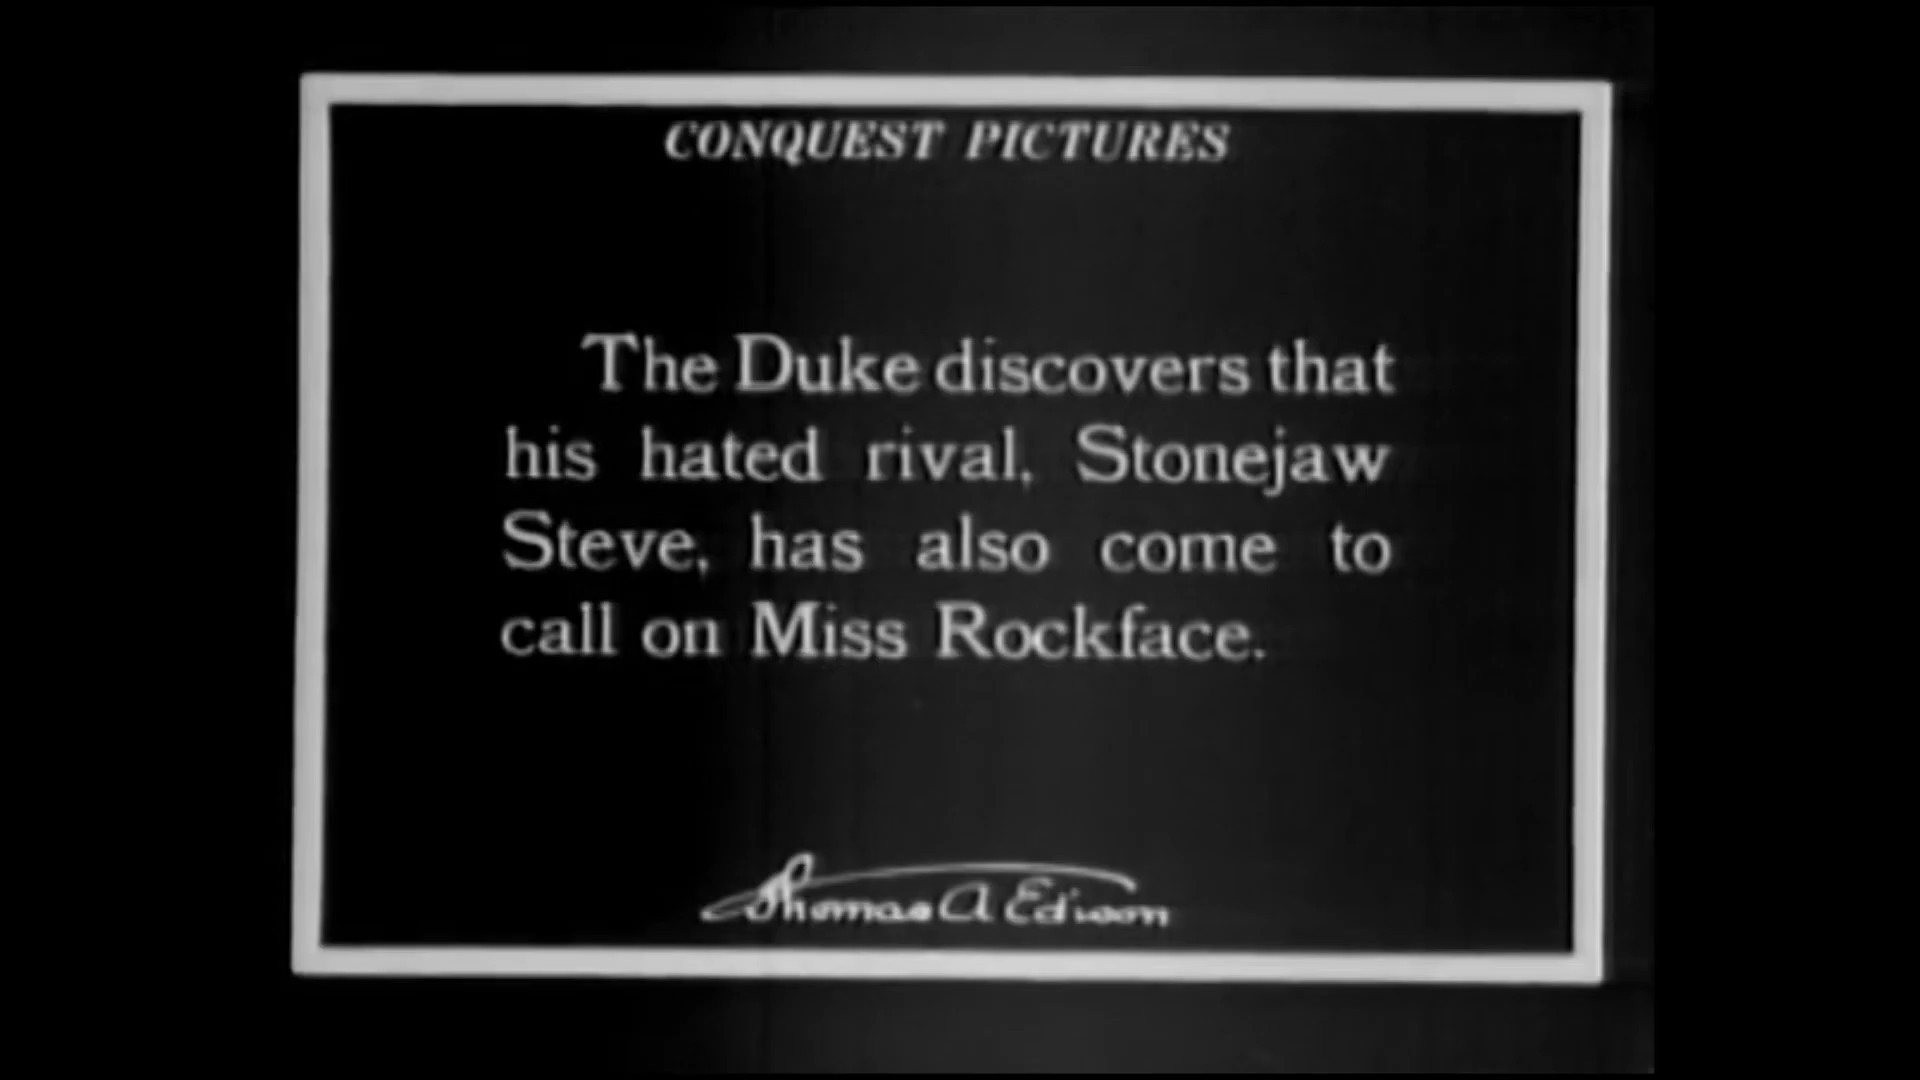 CONQUEST PICTURES
The Duke discovers that
his hated rival, Stonejaw
Steve, has also come to
call on Miss Rockface.
Thomas A Edison